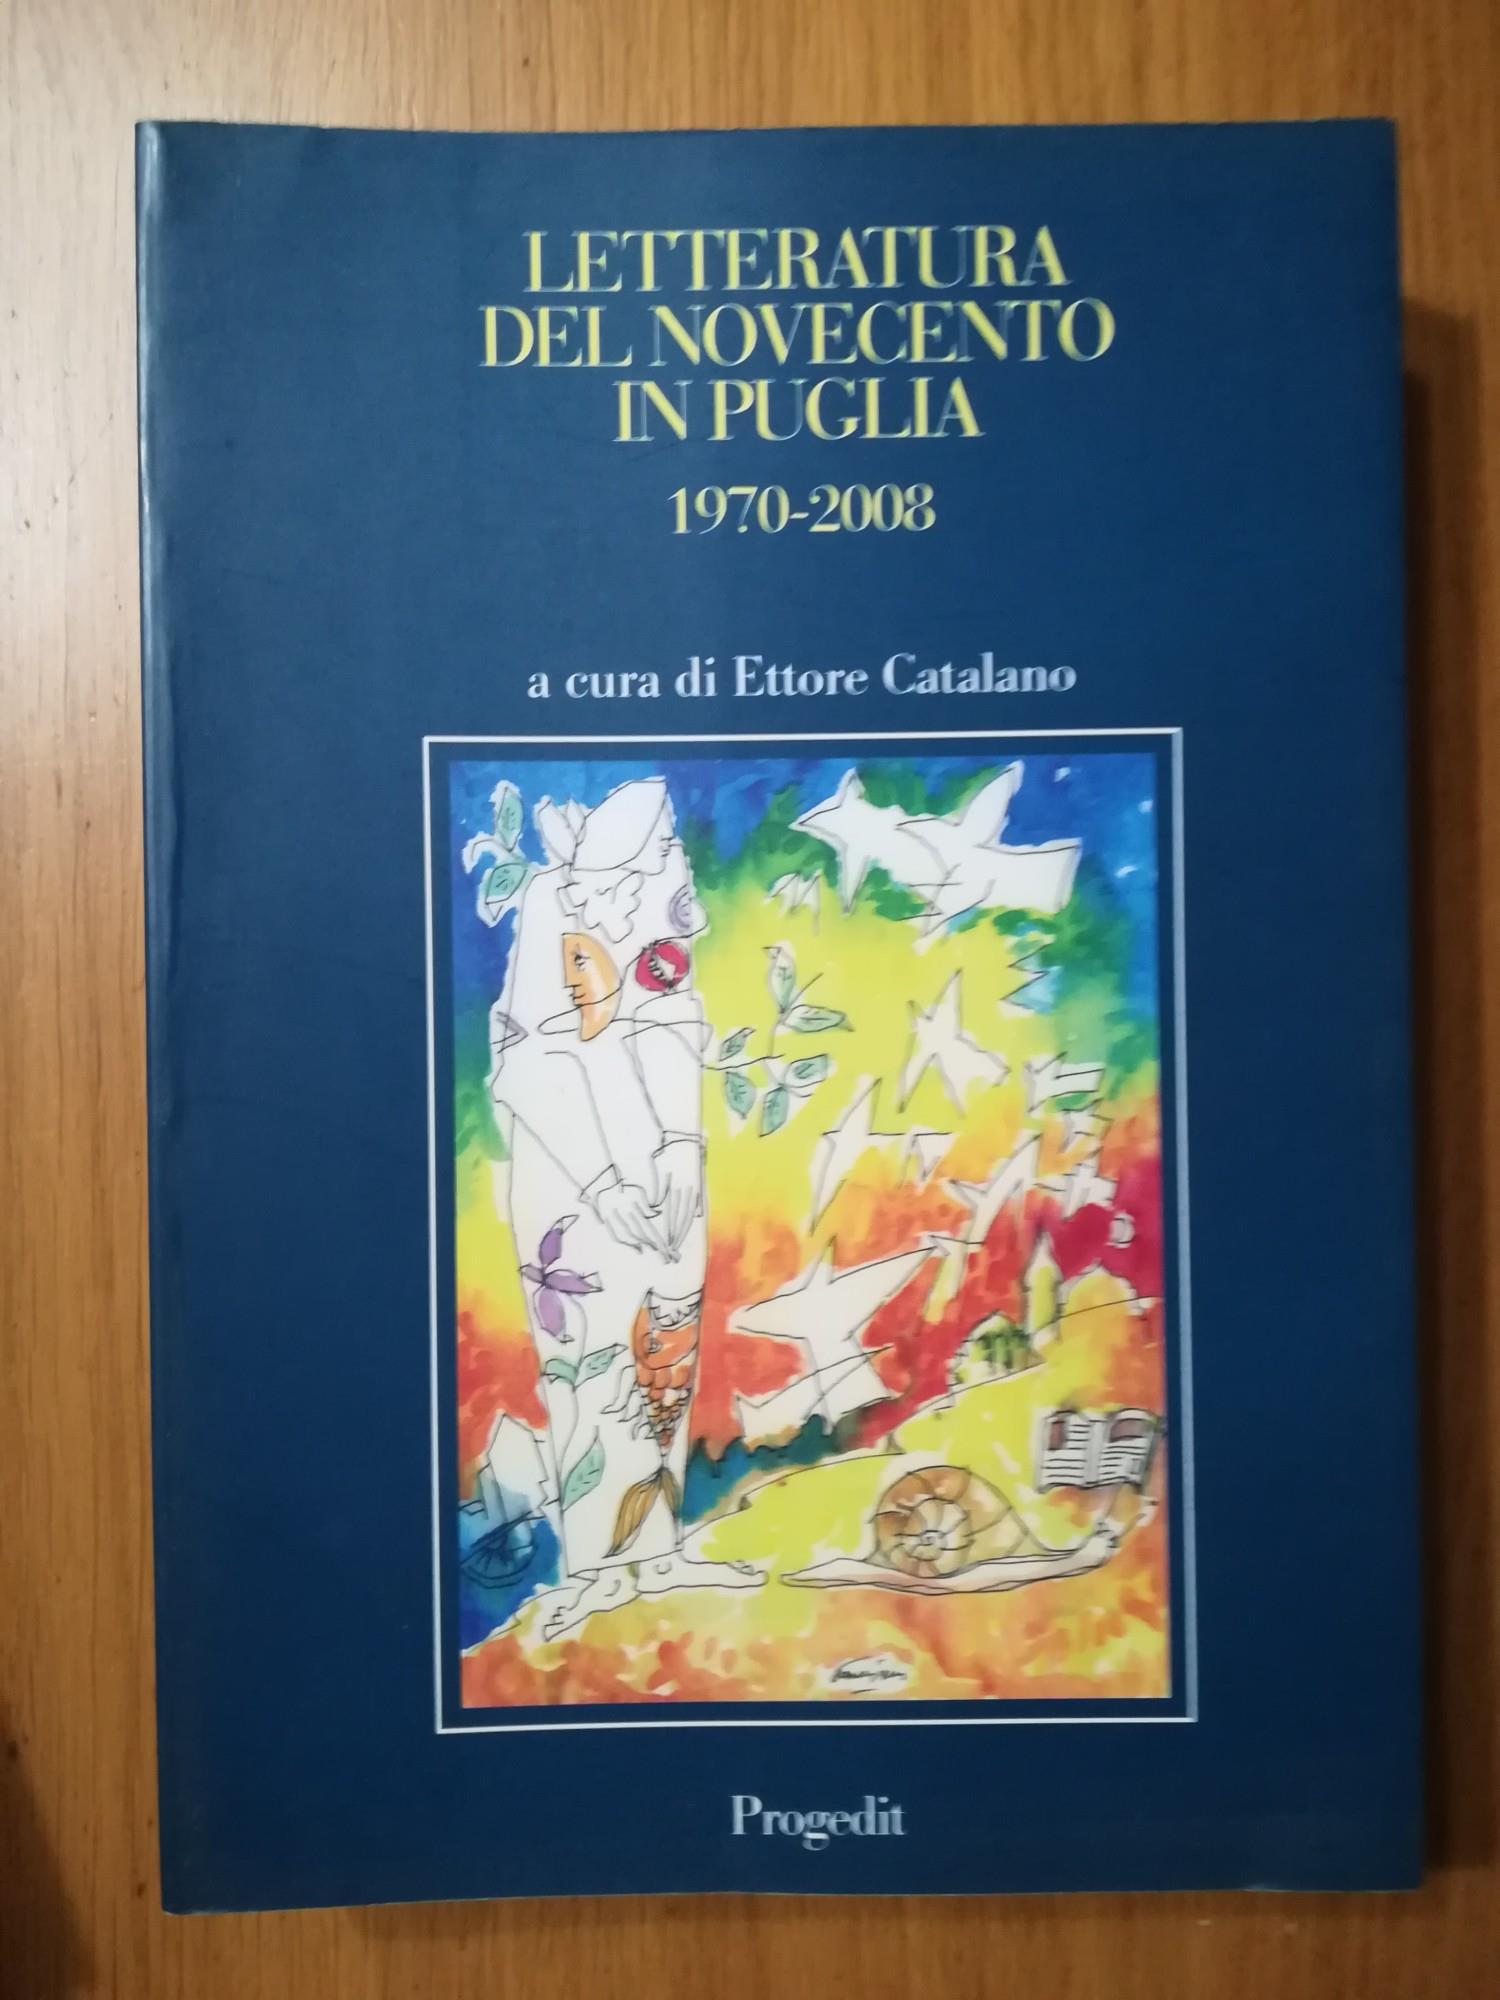 LETTERATURA
DEL NOVECENTO
IN PUGLIA
1970-2008
a cura di Ettore Catalano
Progedit